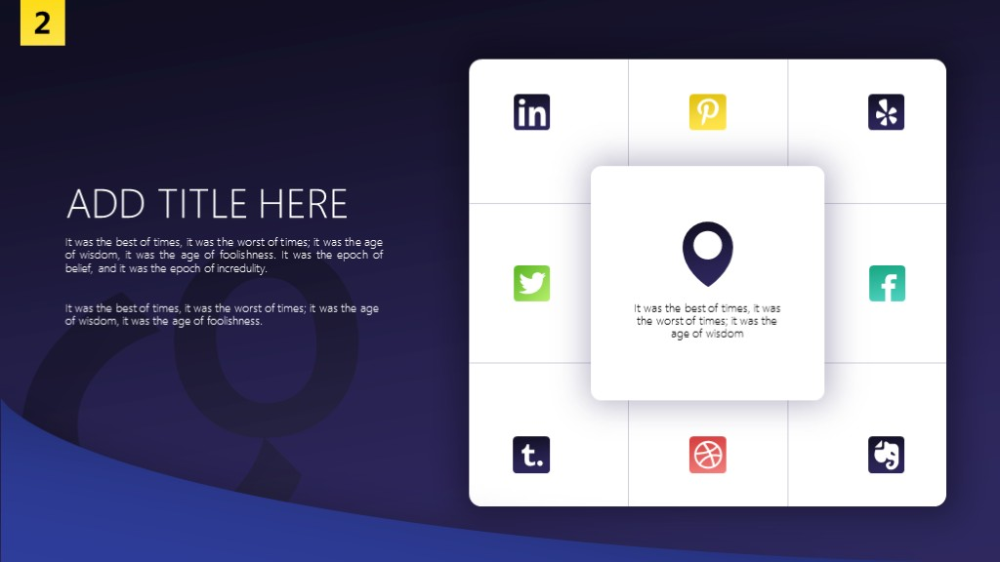 2
ADD TITLE HERE
It was the best of times, it was the worst of times; it was the age
of wisdom, it was the age of foolishness. It was the epoch of
belief, and it was the epoch of incredulity.
It was the best of times, it was the worst of times; it was the age
of wisdom, it was the age of foolishness.
in
t.
It was the best of times, it was
the worst of times; it was the
age of wisdom